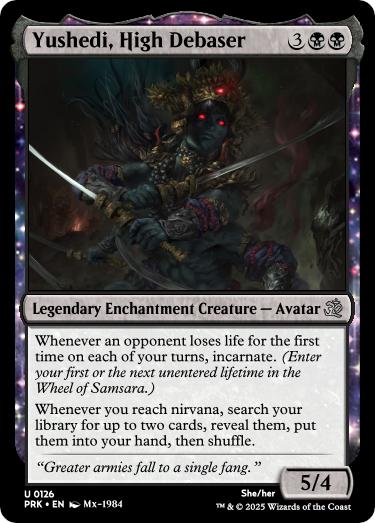 Yushedi, High Debaser 3
Legendary Enchantment Creature — Avatar
Whenever an opponent loses life for the first
time on each of your turns, incarnate. (Enter
your first or the next unentered lifetime in the
Wheel of Samsara.)
Whenever you reach nirvana, search your
library for up to two cards, reveal them, put
them into your hand, then shuffle.
“Greater armies fall to a single fang.”
5/4
U 0126 She/her
PRK • EN Mx-1984 ™ & © 2025 Wizards of the Coast